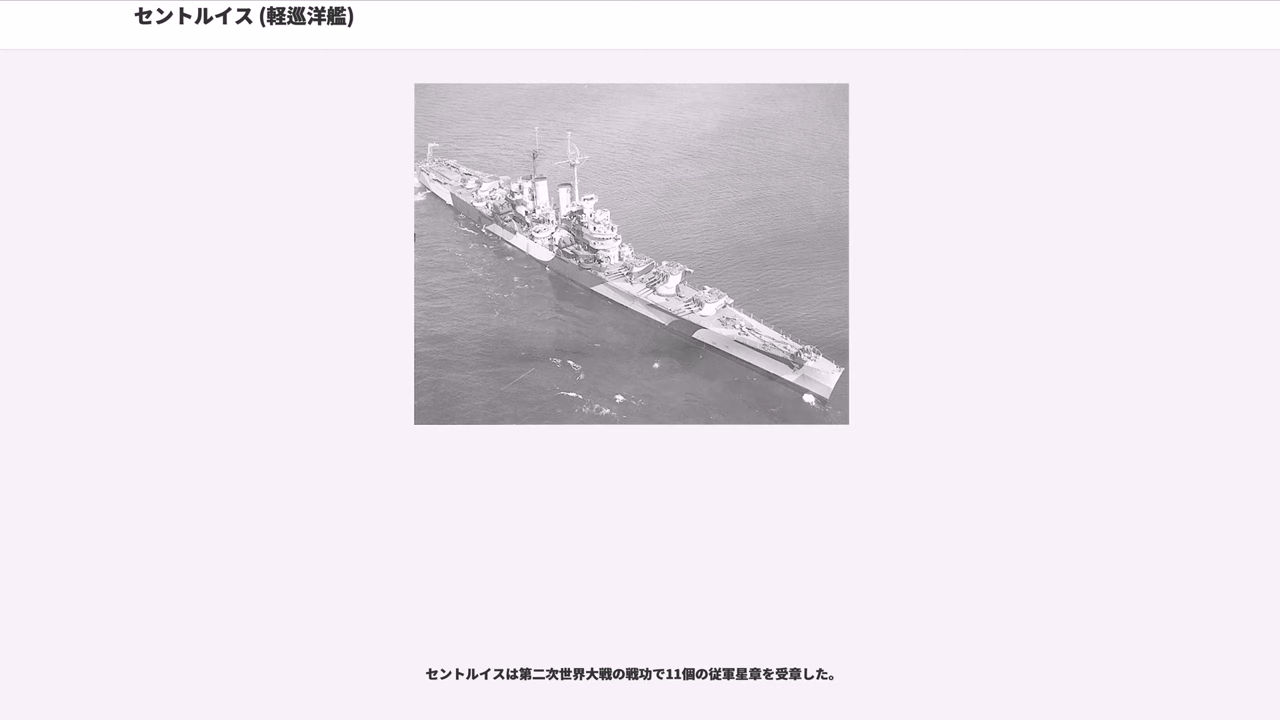 セントルイス (軽巡洋艦)
セントルイスは第二次世界大戦の戦功で11個の従軍星章を受章した。